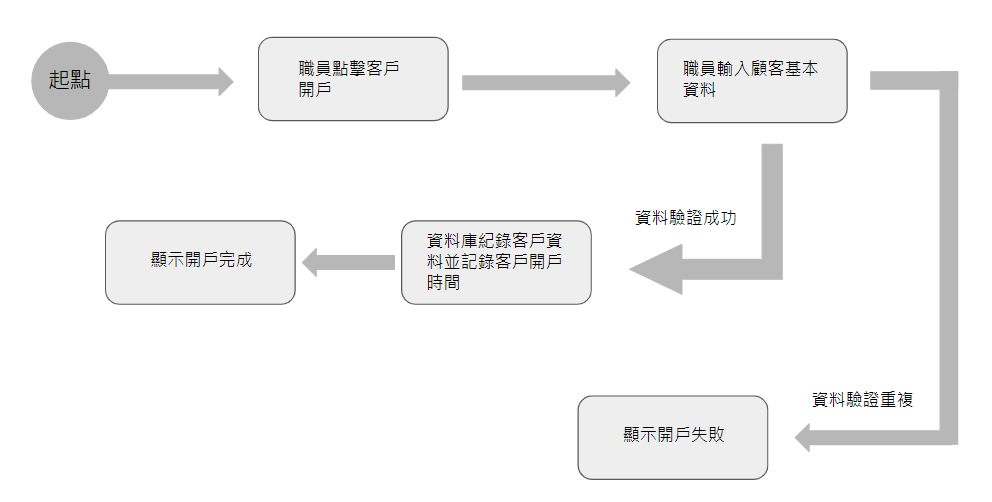 起點
職員點擊客戶
開戶
職員輸入顧客基本
資料
資料驗證成功
資料庫紀錄客戶資
料並記錄客戶開戶
時間
顯示開戶完成
資料驗證重複
顯示開戶失敗